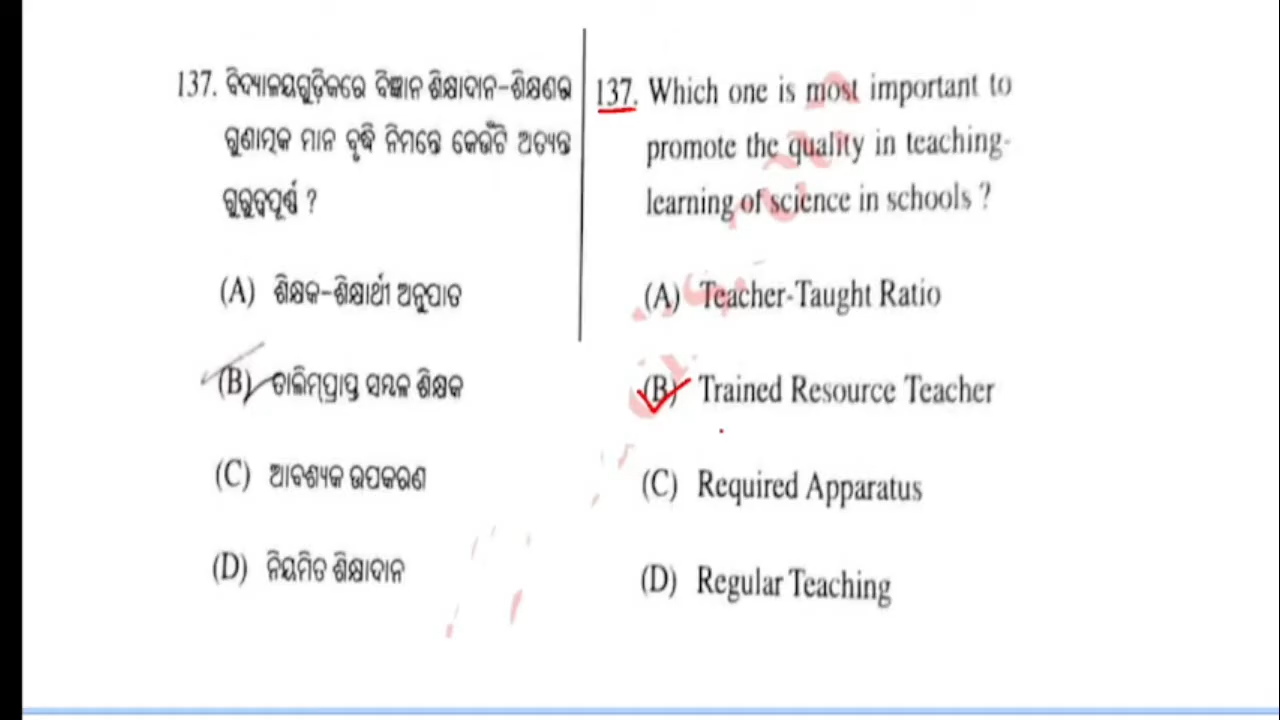 137. ବିଦ୍ୟାଳୟଗୁଡ଼ିକରେ ବିଜ୍ଞାନ ଶିକ୍ଷାଦାନ-ଶିକ୍ଷଣର
ଗୁଣାତ୍ମକ ମାନ ବୃଦ୍ଧି ନିମନ୍ତେ କେଉଁଟି ଅତ୍ୟନ୍ତ
ଗୁରୁତ୍ୱପୂର୍ଣ୍ଣ ?
(A) ଶିକ୍ଷକ-ଶିକ୍ଷାର୍ଥୀ ଅନୁପାତ
(B) ତାଲିମ୍‌ପ୍ରାପ୍ତ ସମ୍ବଳ ଶିକ୍ଷକ
(C) ଆବଶ୍ୟକ ଉପକରଣ
(D) ନିୟମିତ ଶିକ୍ଷାଦାନ
137. Which one is most important to
promote the quality in teaching-
learning of science in schools ?
(A) Teacher-Taught Ratio
(B) Trained Resource Teacher
(C) Required Apparatus
(D) Regular Teaching